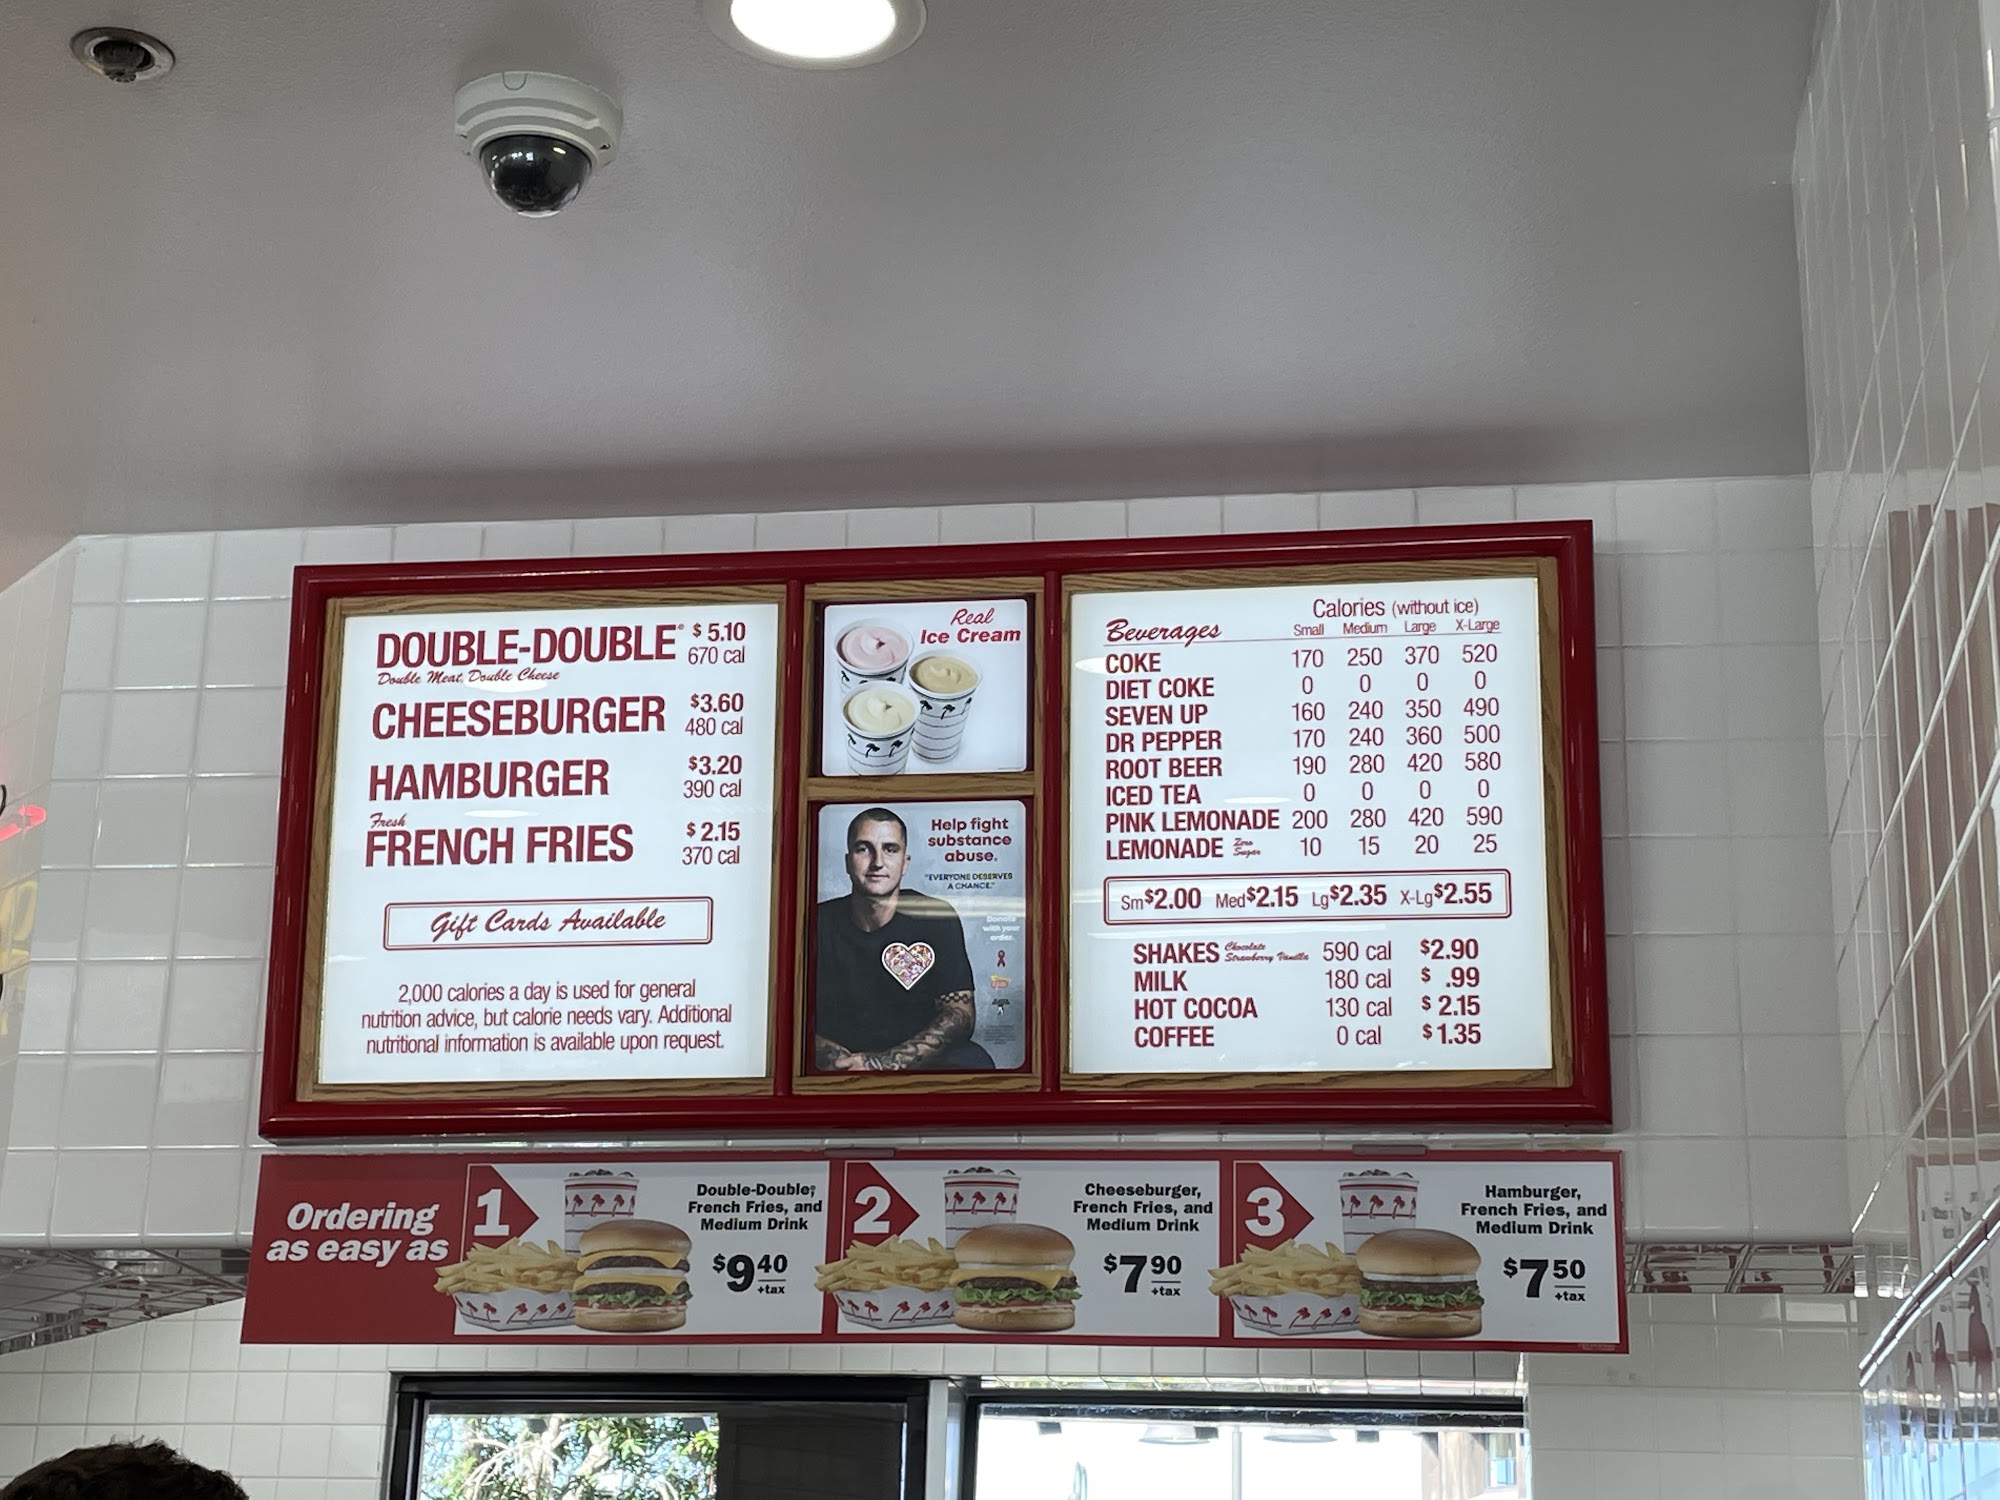 DOUBLE-DOUBLE® $5.10
670 cal
Double Meat, Double Cheese
CHEESEBURGER $3.60
480 cal
HAMBURGER $3.20
390 cal
Fresh
FRENCH FRIES $2.15
370 cal
Gift Cards Available
2,000 calories a day is used for general
nutrition advice, but calorie needs vary. Additional
nutritional information is available upon request.
Real
Ice Cream
Help fight
substance
abuse.
"EVERYONE DESERVES
A CHANCE."
Donate
with your
order.
Calories (without ice)
Beverages Small Medium Large X-Large
COKE 170 250 370 520
DIET COKE 0 0 0 0
SEVEN UP 160 240 350 490
DR PEPPER 170 240 360 500
ROOT BEER 190 280 420 580
ICED TEA 0 0 0 0
PINK LEMONADE 200 280 420 590
LEMONADE Zero Sugar 10 15 20 25
Sm $2.00 Med $2.15 Lg $2.35 X-Lg $2.55
SHAKES Chocolate Strawberry Vanilla 590 cal $2.90
MILK 180 cal $ .99
HOT COCOA 130 cal $2.15
COFFEE 0 cal $1.35
Ordering
as easy as
1
Double-Double®,
French Fries, and
Medium Drink
$9 40
+tax
2
Cheeseburger,
French Fries, and
Medium Drink
$7 90
+tax
3
Hamburger,
French Fries, and
Medium Drink
$7 50
+tax